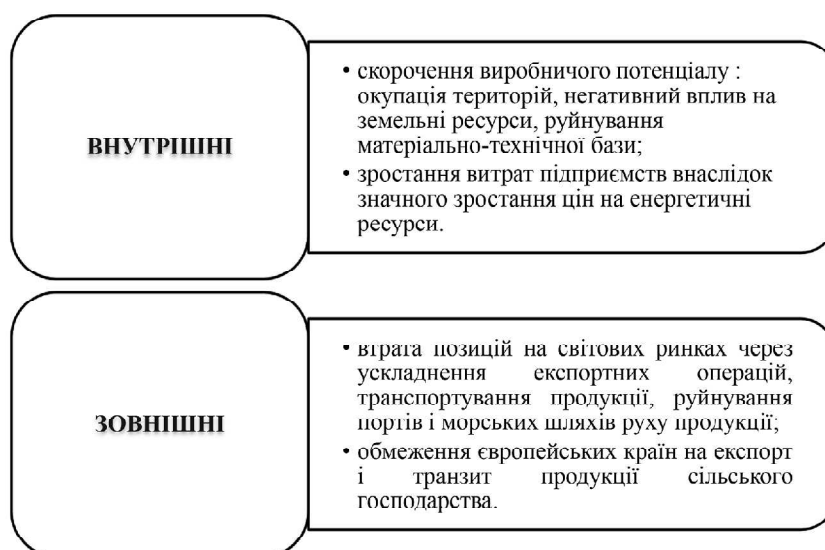 ВНУТРІШНІ
• скорочення виробничого потенціалу :
окупація територій, негативний вплив на
земельні ресурси, руйнування
матеріально-технічної бази;
• зростання витрат підприємств внаслідок
значного зростання цін на енергетичні
ресурси.
ЗОВНІШНІ
• втрата позицій на світових ринках через
ускладнення експортних операцій,
транспортування продукції, руйнування
портів і морських шляхів руху продукції;
• обмеження європейських країн на експорт
і транзит продукції сільського
господарства.